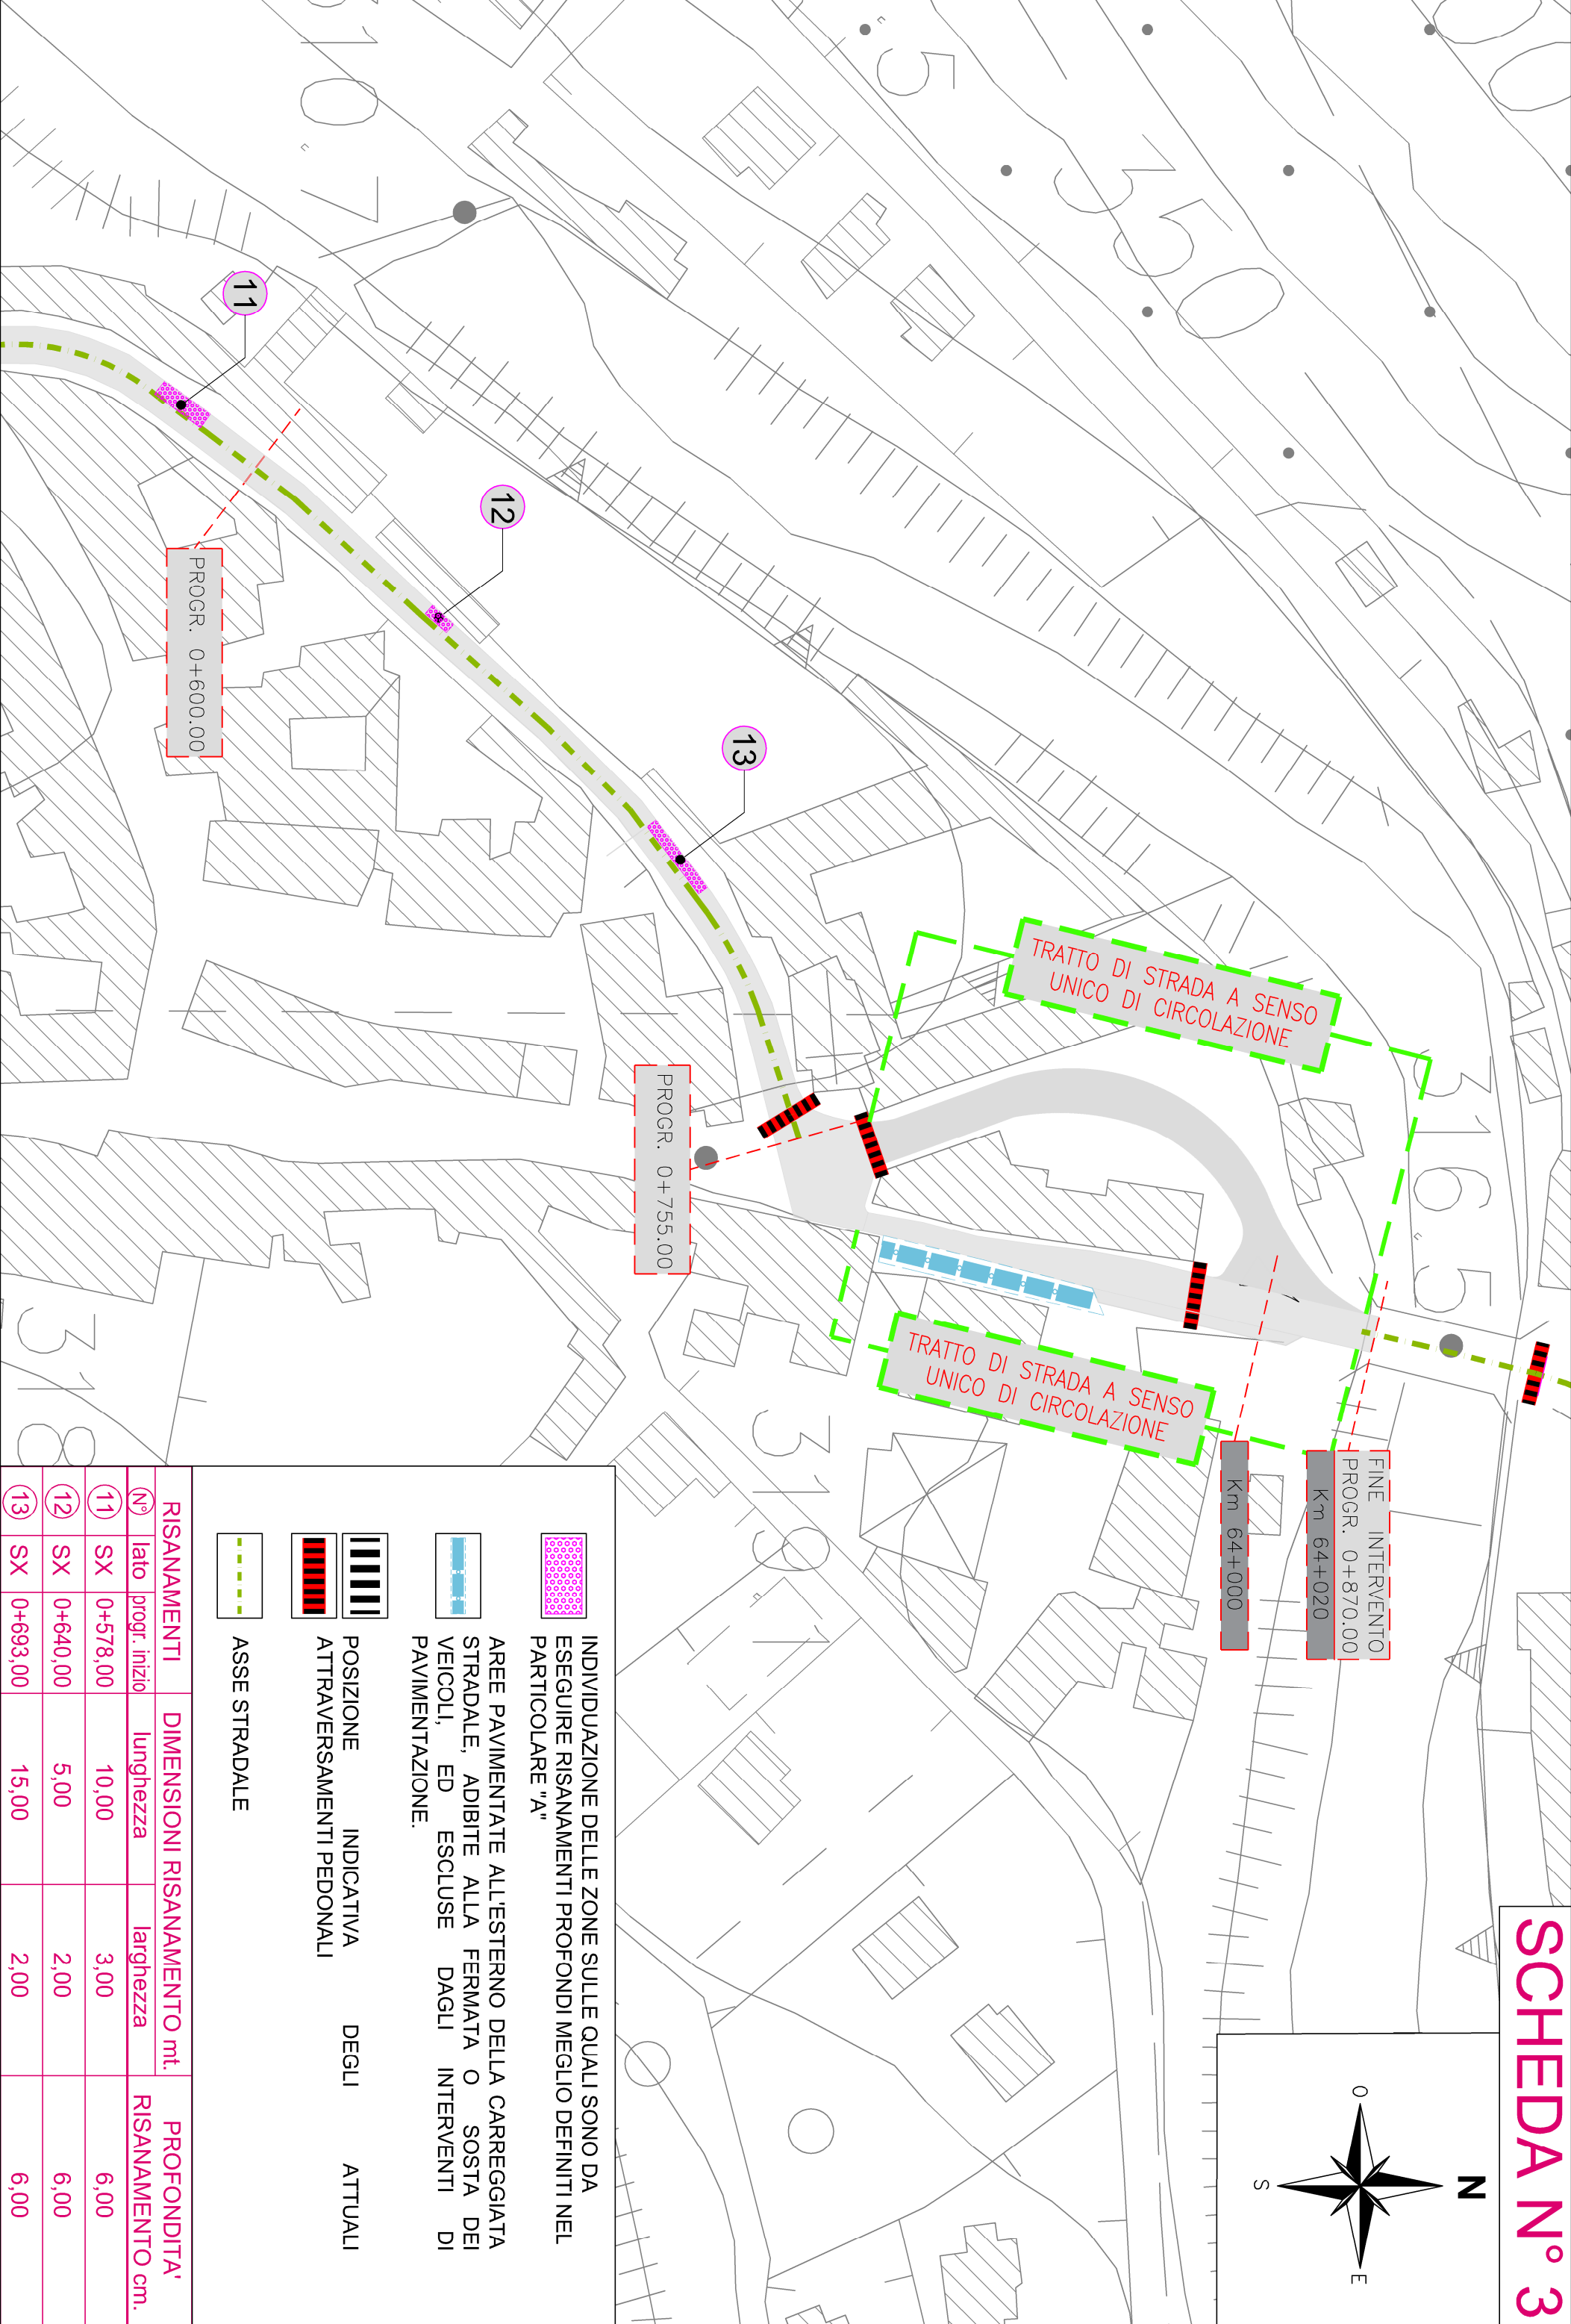 SCHEDA N° 3
N
O
E
S
FINE INTERVENTO
PROGR. 0+870.00
Km 64+020
Km 64+000
TRATTO DI STRADA A SENSO
UNICO DI CIRCOLAZIONE
TRATTO DI STRADA A SENSO
UNICO DI CIRCOLAZIONE
PROGR. 0+755.00
PROGR. 0+600.00
11
12
13
INDIVIDUAZIONE DELLE ZONE SULLE QUALI SONO DA
ESEGUIRE RISANAMENTI PROFONDI MEGLIO DEFINITI NEL
PARTICOLARE "A"
AREE PAVIMENTATE ALL'ESTERNO DELLA CARREGGIATA
STRADALE, ADIBITE ALLA FERMATA O SOSTA DEI
VEICOLI, ED ESCLUSE DAGLI INTERVENTI DI
PAVIMENTAZIONE.
POSIZIONE INDICATIVA DEGLI ATTUALI
ATTRAVERSAMENTI PEDONALI
ASSE STRADALE
RISANAMENTI DIMENSIONI RISANAMENTO mt. PROFONDITA'
RISANAMENTO cm.
N° lato progr. inizio lunghezza larghezza
11 SX 0+578,00 10,00 3,00 6,00
12 SX 0+640,00 5,00 2,00 6,00
13 SX 0+693,00 15,00 2,00 6,00